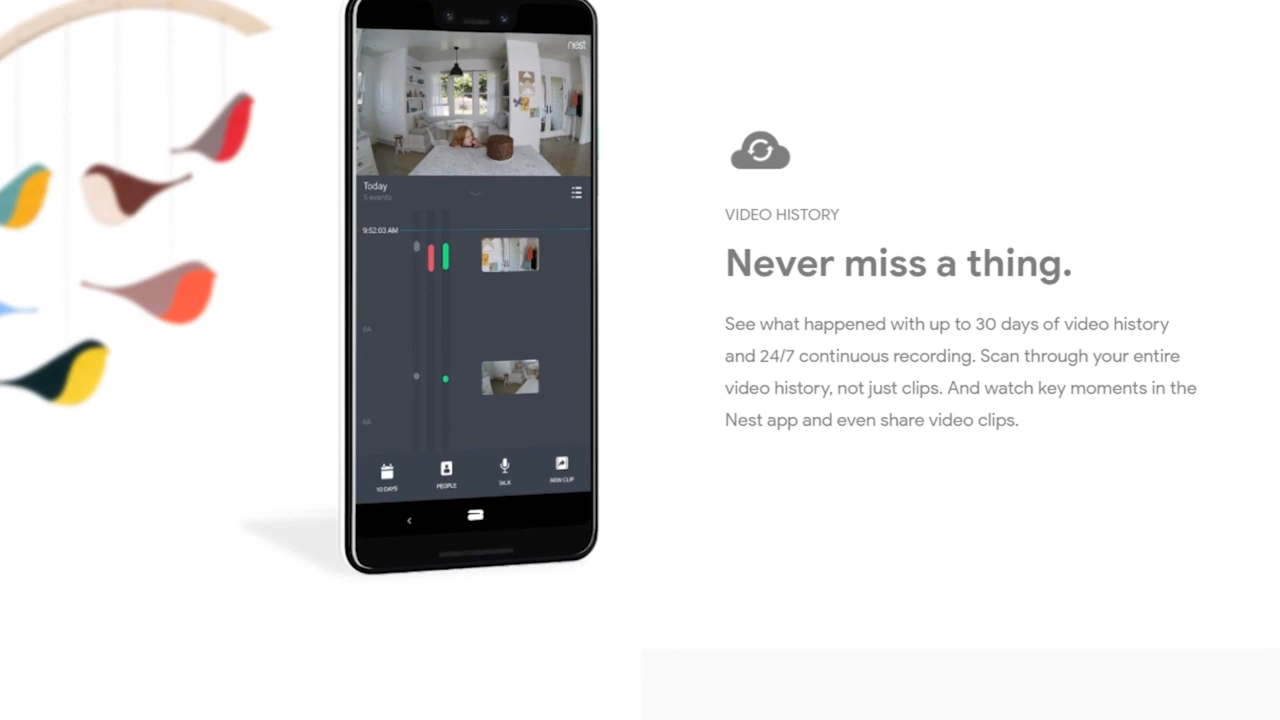 nest
Today
5 events
9:52:03 AM
10 DAYS
PEOPLE
TALK
NEW CLIP
VIDEO HISTORY
Never miss a thing.
See what happened with up to 30 days of video history
and 24/7 continuous recording. Scan through your entire
video history, not just clips. And watch key moments in the
Nest app and even share video clips.